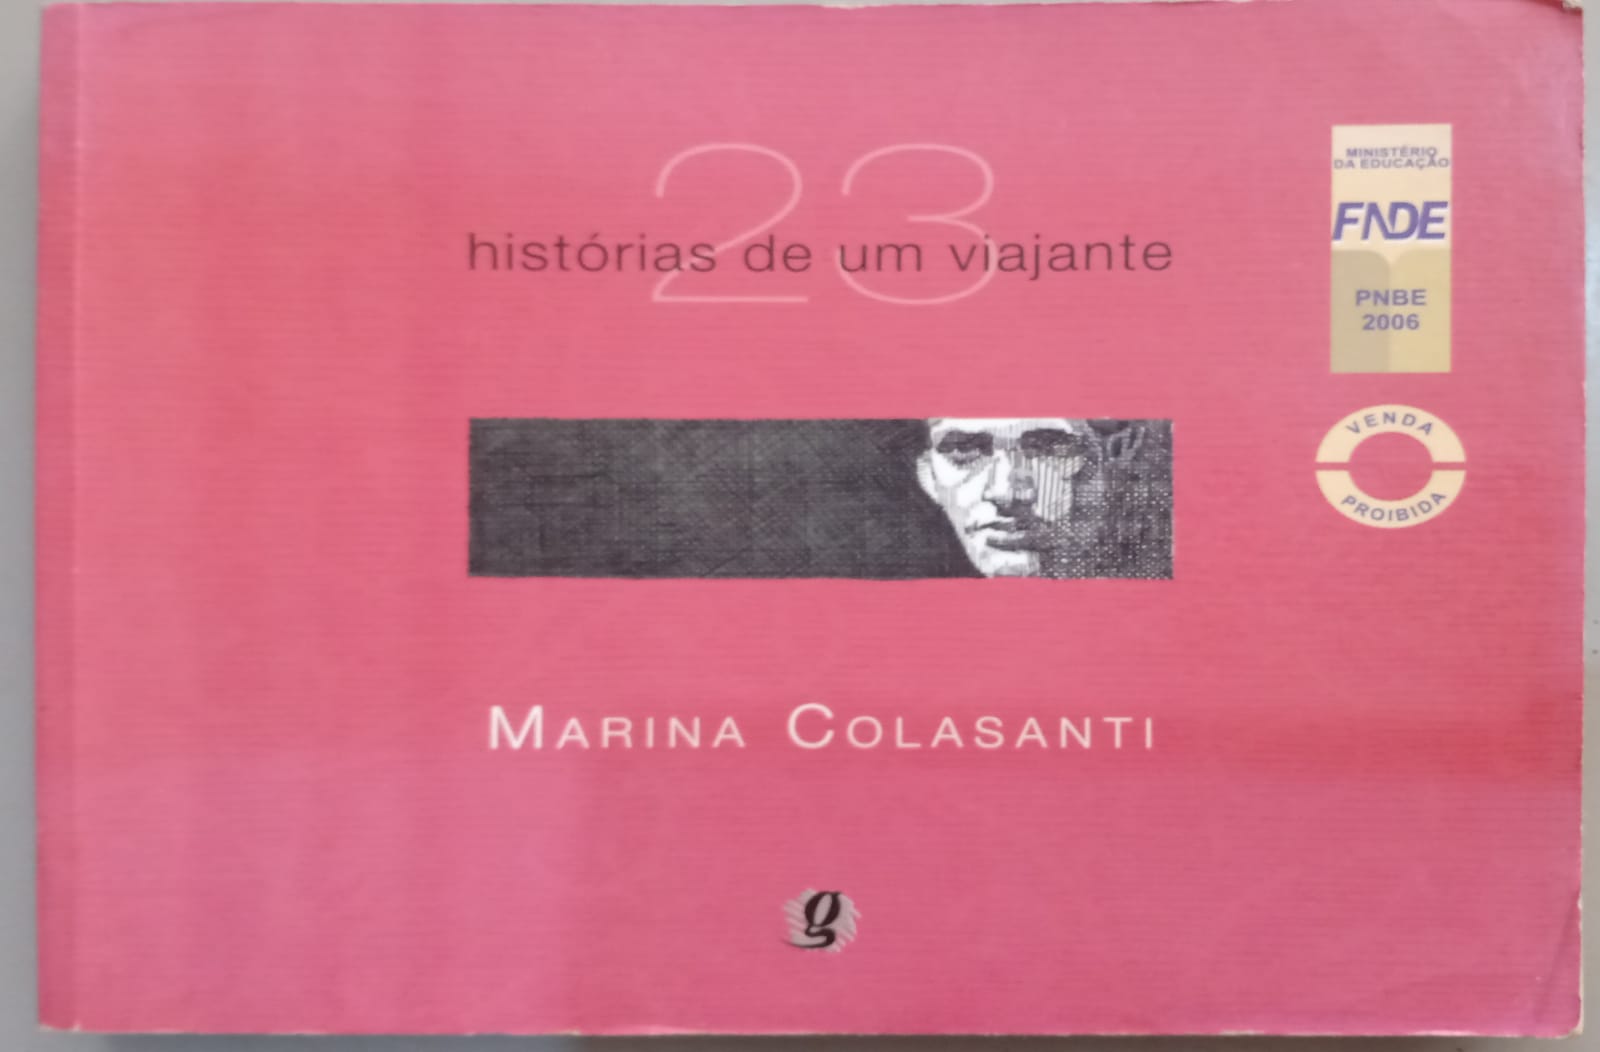 23
histórias de um viajante
MINISTÉRIO
DA EDUCAÇÃO
FNDE
PNBE
2006
VENDA
PROIBIDA
MARINA COLASANTI
g